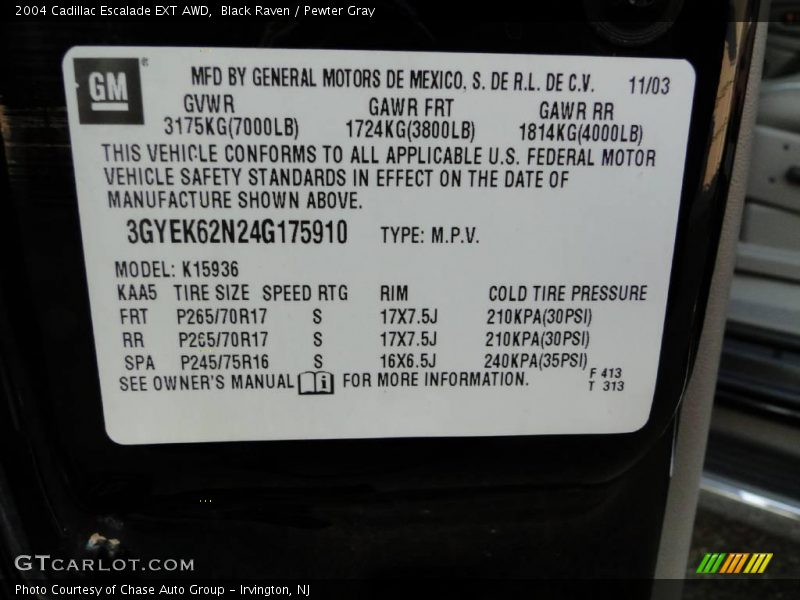 2004 Cadillac Escalade EXT AWD,  Black Raven / Pewter Gray
GM®
MFD BY GENERAL MOTORS DE MEXICO, S. DE R.L. DE C.V. 11/03
GVWR GAWR FRT GAWR RR
3175KG(7000LB) 1724KG(3800LB) 1814KG(4000LB)
THIS VEHICLE CONFORMS TO ALL APPLICABLE U.S. FEDERAL MOTOR
VEHICLE SAFETY STANDARDS IN EFFECT ON THE DATE OF
MANUFACTURE SHOWN ABOVE.
3GYEK62N24G175910 TYPE: M.P.V.
MODEL: K15936
KAA5 TIRE SIZE SPEED RTG RIM COLD TIRE PRESSURE
FRT P265/70R17 S 17X7.5J 210KPA(30PSI)
RR P265/70R17 S 17X7.5J 210KPA(30PSI)
SPA P245/75R16 S 16X6.5J 240KPA(35PSI)
SEE OWNER'S MANUAL i FOR MORE INFORMATION. F 413
T 313
GTCARLOT.COM
Photo Courtesy of Chase Auto Group - Irvington, NJ